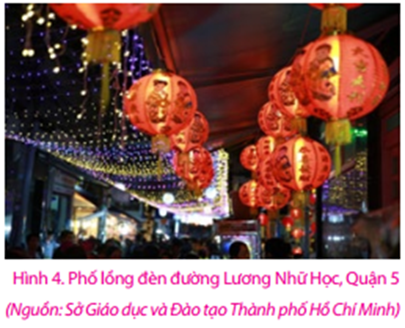 Hình 4. Phố lồng đèn đường Lương Nhữ Học, Quận 5
(Nguồn: Sở Giáo dục và Đào tạo Thành phố Hồ Chí Minh)